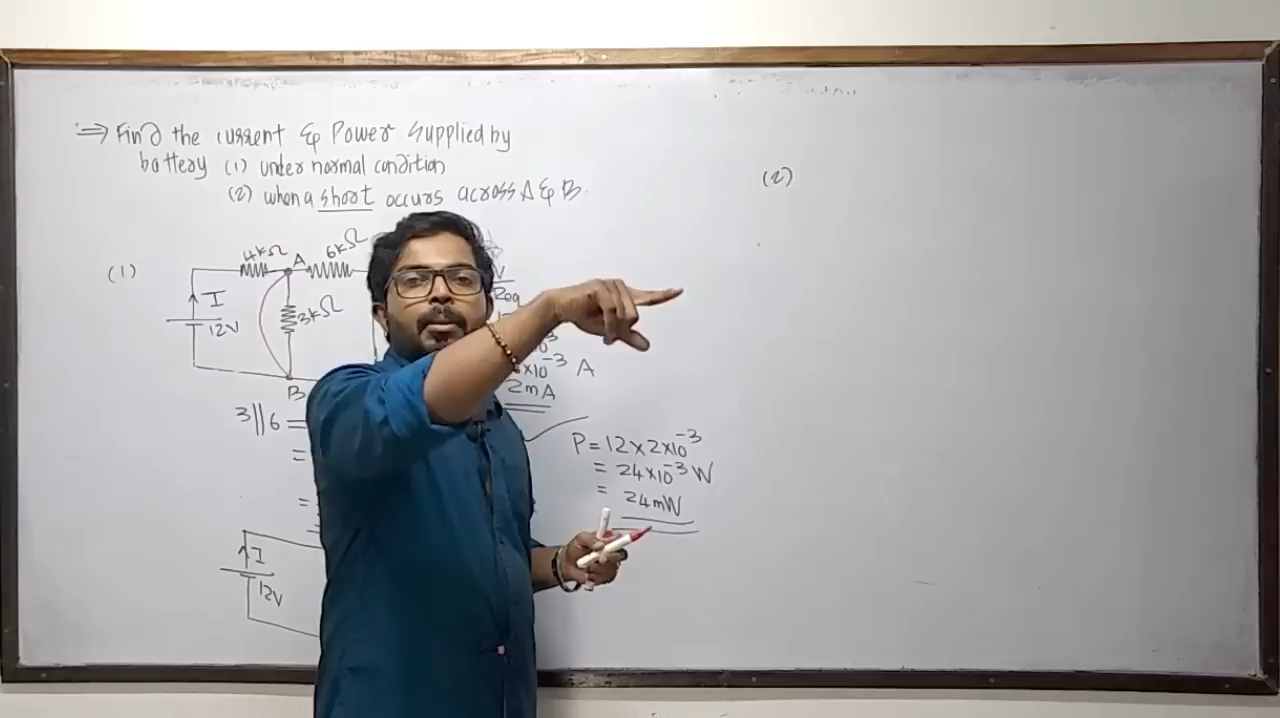 ⇒ Find the current & Power supplied by
battery (1) under normal condition
(2) when a short occurs across A & B.
(2)
(1)
4kΩ A 6kΩ
I
12V
3kΩ
B
V
Req
10⁻³ A
2mA
3||6 =
=
=
P = 12×2×10⁻³
= 24×10⁻³ W
= 24mW
I
12V